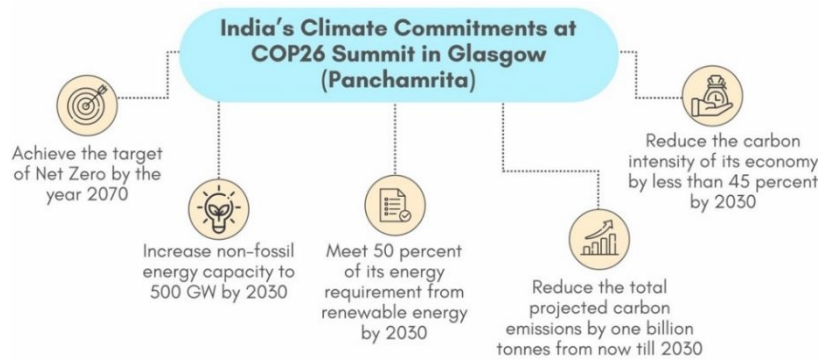 India's Climate Commitments at
COP26 Summit in Glasgow
(Panchamrita)
Achieve the target
of Net Zero by the
year 2070
Increase non-fossil
energy capacity to
500 GW by 2030
Meet 50 percent
of its energy
requirement from
renewable energy
by 2030
Reduce the total
projected carbon
emissions by one billion
tonnes from now till 2030
Reduce the carbon
intensity of its economy
by less than 45 percent
by 2030